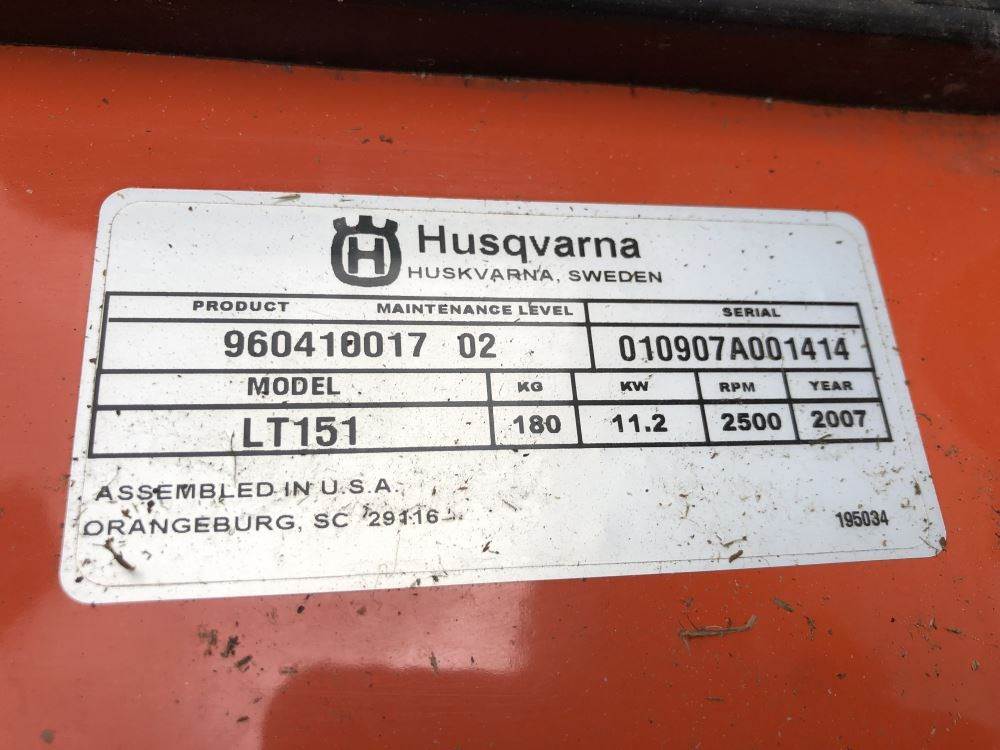 H Husqvarna
HUSKVARNA, SWEDEN
PRODUCT MAINTENANCE LEVEL SERIAL
960410017 02 010907A001414
MODEL KG KW RPM YEAR
LT151 180 11.2 2500 2007
ASSEMBLED IN U.S.A.
ORANGEBURG, SC 29116
195034